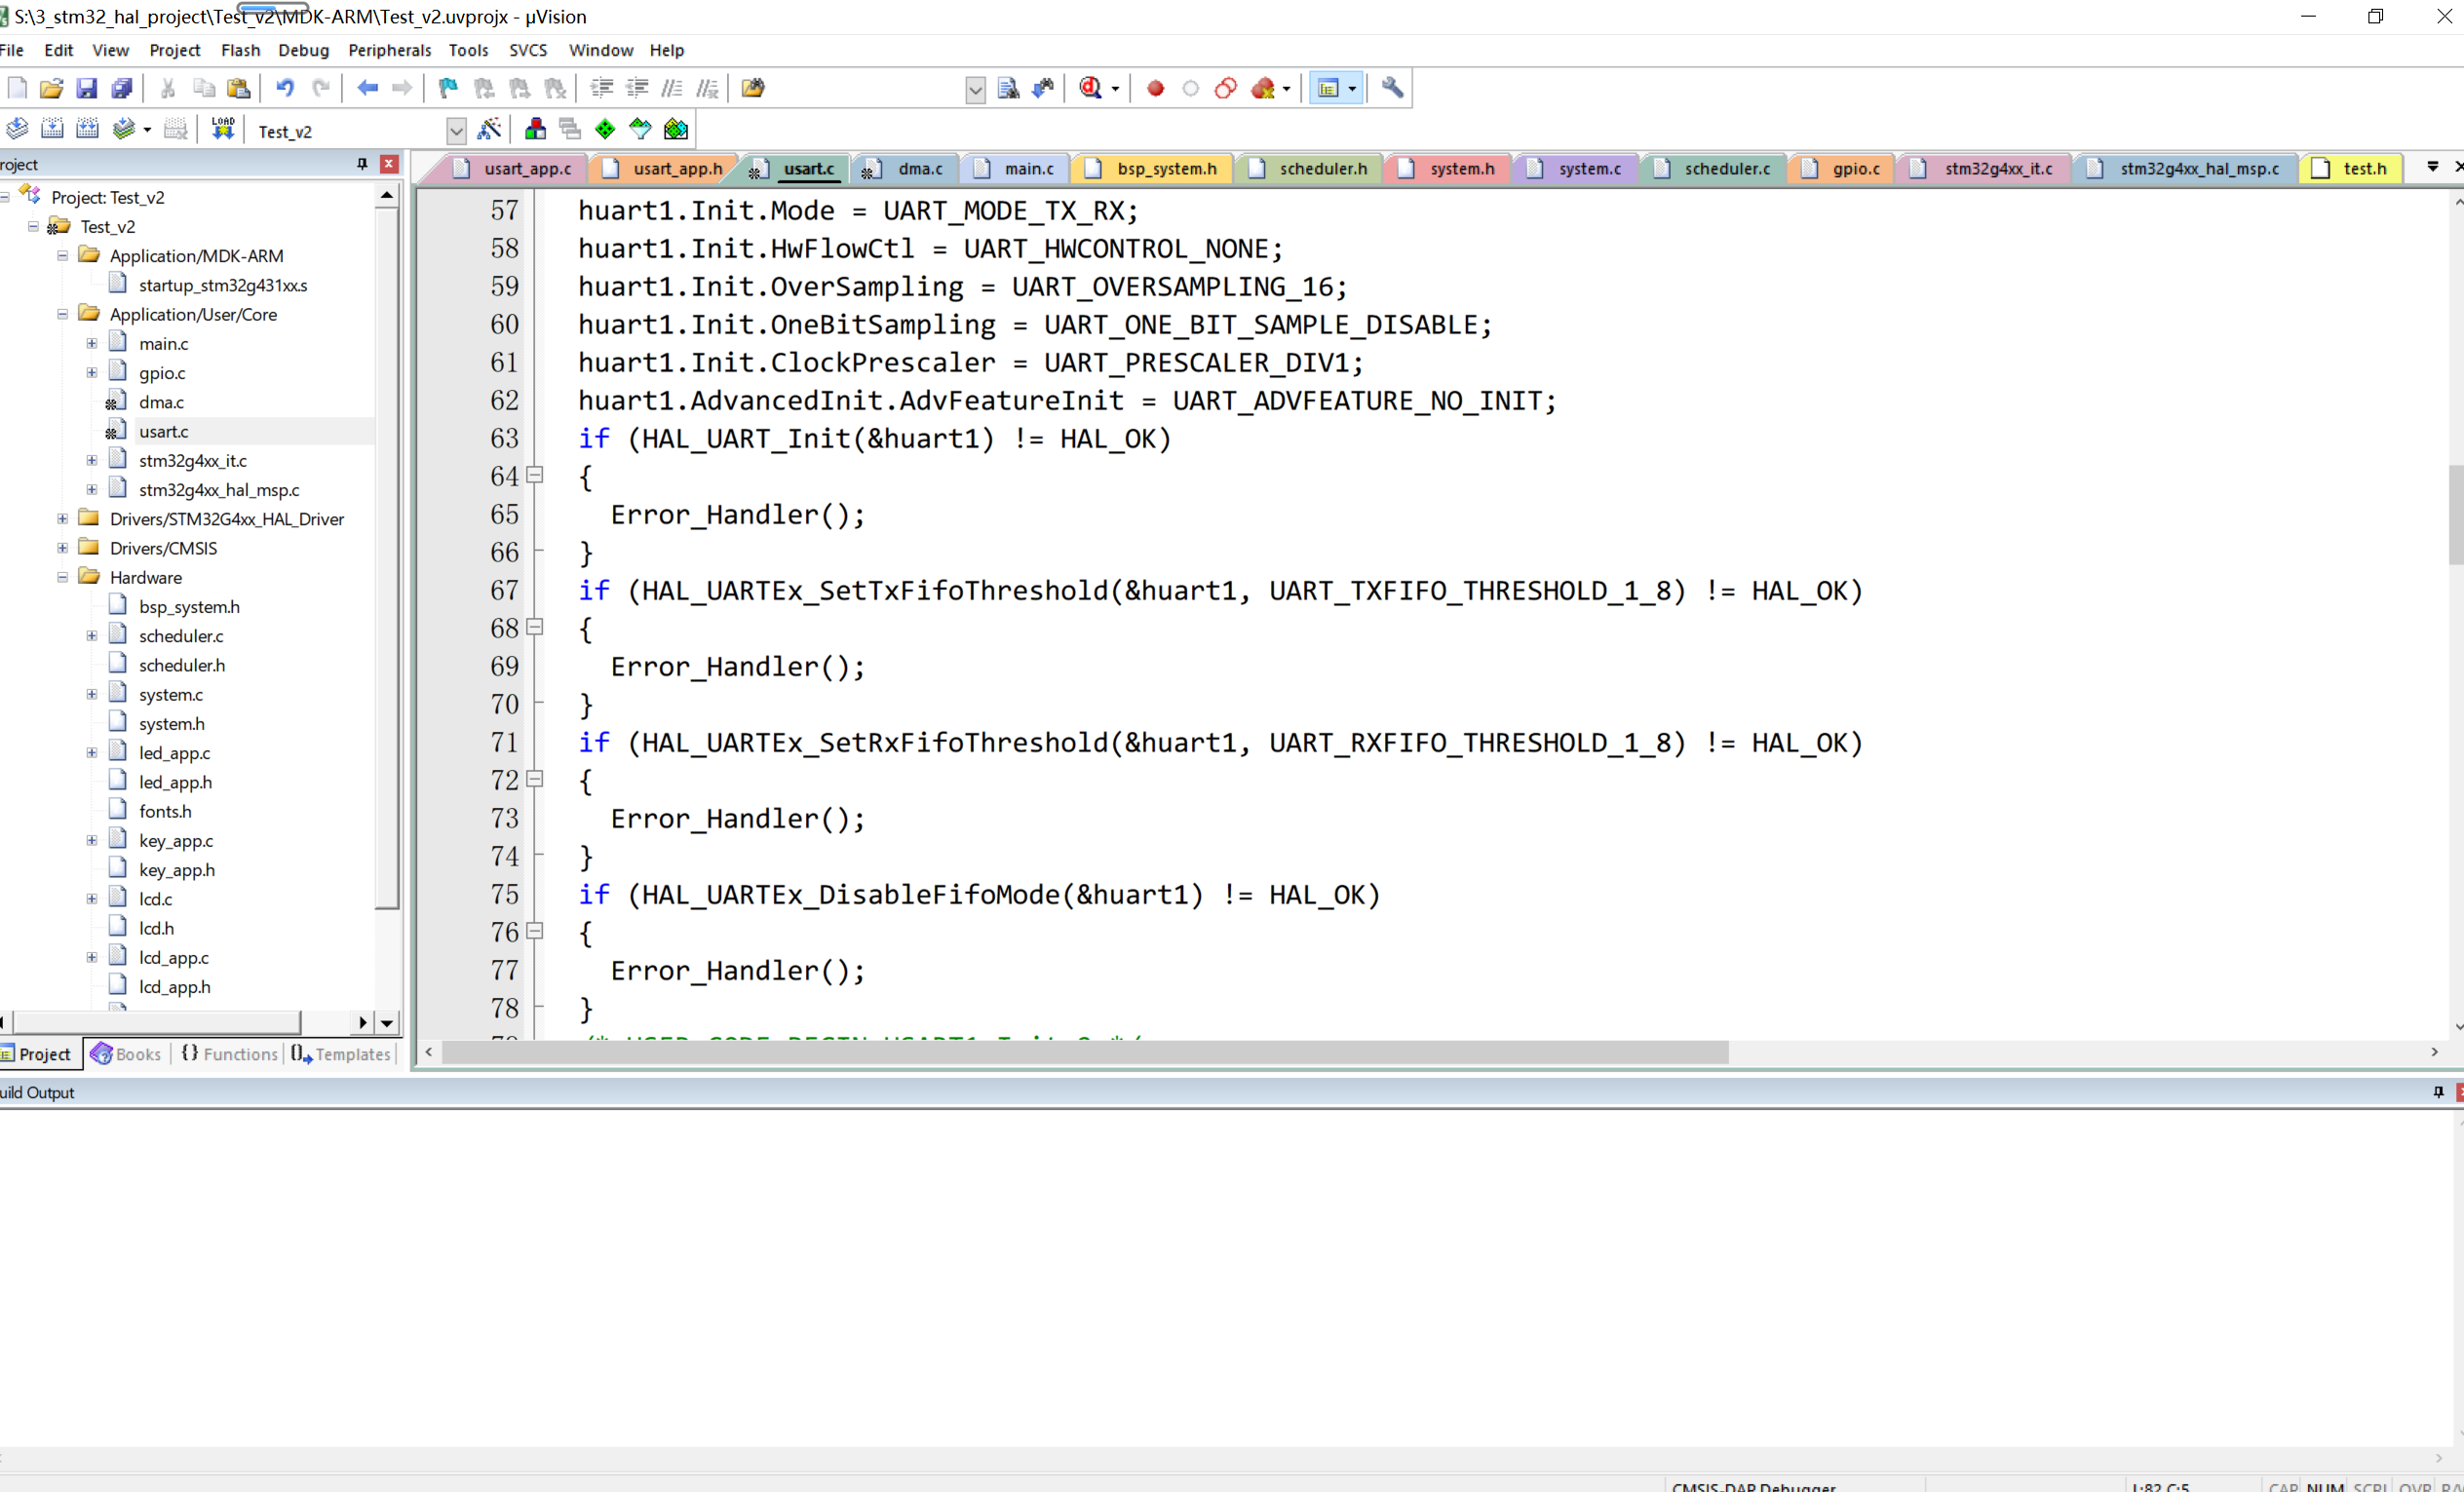 S:\3_stm32_hal_project\Test_v2\MDK-ARM\Test_v2.uvprojx - µVision
File Edit View Project Flash Debug Peripherals Tools SVCS Window Help
LOAD Test_v2
roject
usart_app.c usart_app.h usart.c dma.c main.c bsp_system.h scheduler.h system.h system.c scheduler.c gpio.c stm32g4xx_it.c stm32g4xx_hal_msp.c test.h
Project: Test_v2
Test_v2
Application/MDK-ARM
startup_stm32g431xx.s
Application/User/Core
main.c
gpio.c
dma.c
usart.c
stm32g4xx_it.c
stm32g4xx_hal_msp.c
Drivers/STM32G4xx_HAL_Driver
Drivers/CMSIS
Hardware
bsp_system.h
scheduler.c
scheduler.h
system.c
system.h
led_app.c
led_app.h
fonts.h
key_app.c
key_app.h
lcd.c
lcd.h
lcd_app.c
lcd_app.h
Project Books {} Functions Templates
57 huart1.Init.Mode = UART_MODE_TX_RX;
58 huart1.Init.HwFlowCtl = UART_HWCONTROL_NONE;
59 huart1.Init.OverSampling = UART_OVERSAMPLING_16;
60 huart1.Init.OneBitSampling = UART_ONE_BIT_SAMPLE_DISABLE;
61 huart1.Init.ClockPrescaler = UART_PRESCALER_DIV1;
62 huart1.AdvancedInit.AdvFeatureInit = UART_ADVFEATURE_NO_INIT;
63 if (HAL_UART_Init(&huart1) != HAL_OK)
64 {
65 Error_Handler();
66 }
67 if (HAL_UARTEx_SetTxFifoThreshold(&huart1, UART_TXFIFO_THRESHOLD_1_8) != HAL_OK)
68 {
69 Error_Handler();
70 }
71 if (HAL_UARTEx_SetRxFifoThreshold(&huart1, UART_RXFIFO_THRESHOLD_1_8) != HAL_OK)
72 {
73 Error_Handler();
74 }
75 if (HAL_UARTEx_DisableFifoMode(&huart1) != HAL_OK)
76 {
77 Error_Handler();
78 }
79 /* USER CODE BEGIN USART1_Init 2 */
uild Output
CMSIS-DAP Debugger L:82 C:5 CAP NUM SCRL OVR